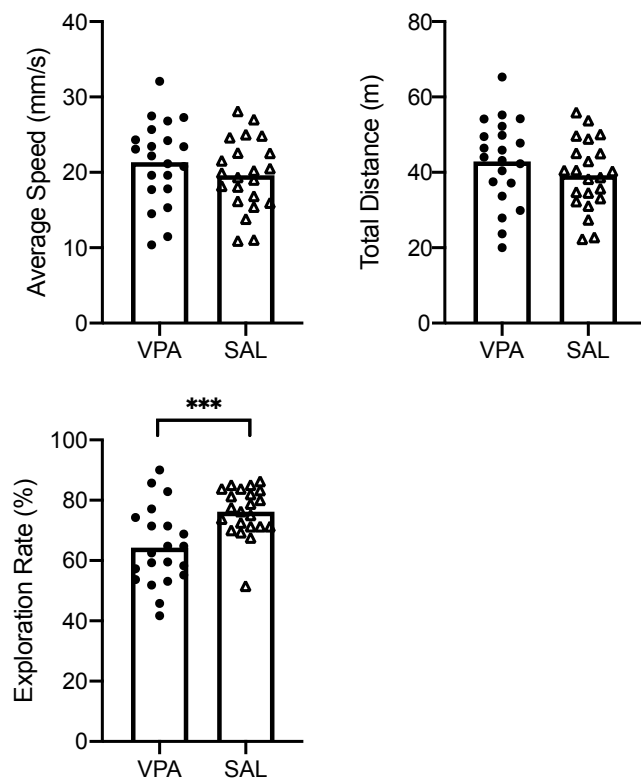 Average Speed (mm/s)
40
30
20
10
0
VPA SAL
Total Distance (m)
80
60
40
20
0
VPA SAL
***
Exploration Rate (%)
100
80
60
40
20
0
VPA SAL